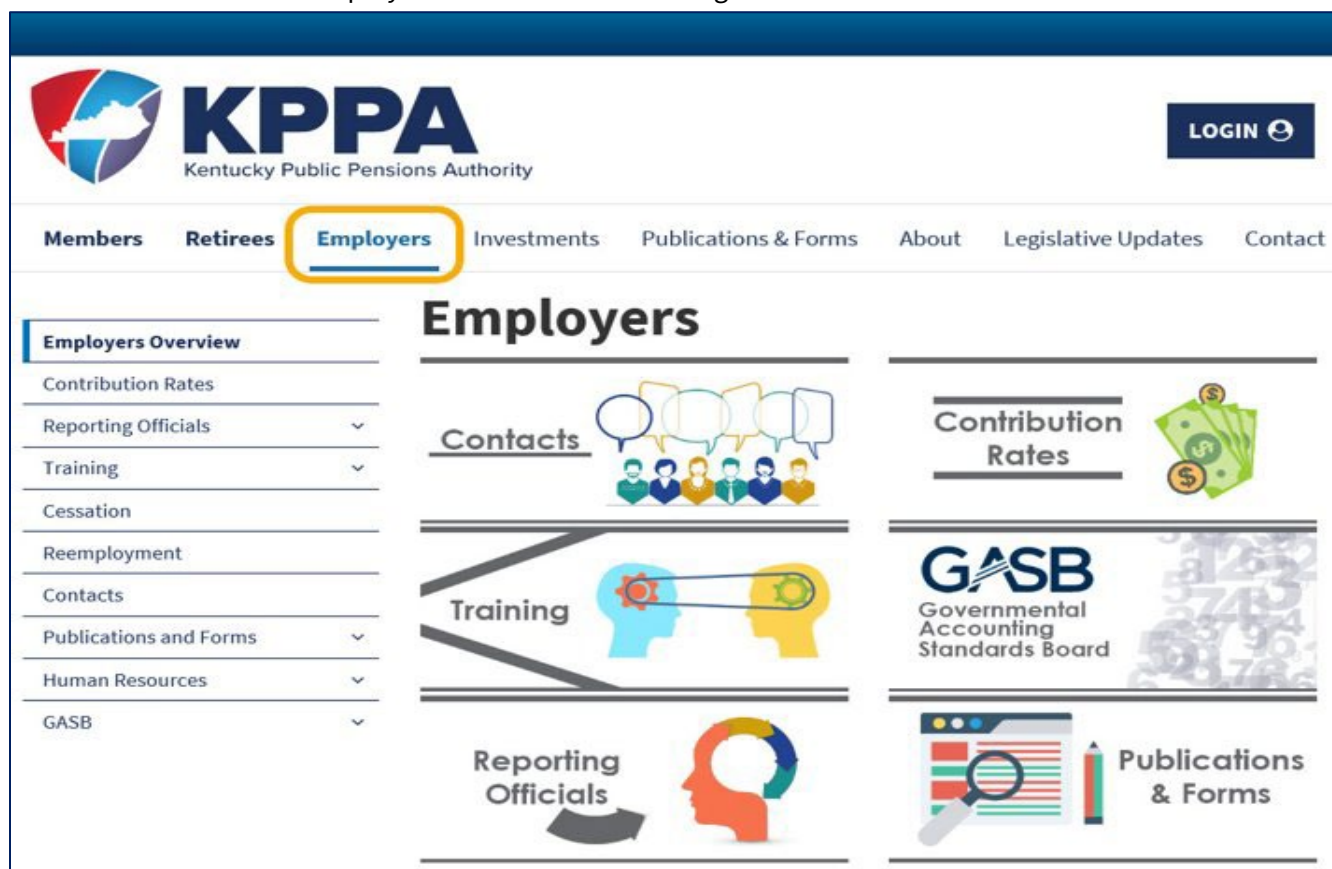 KPPA
Kentucky Public Pensions Authority
LOGIN
Members Retirees Employers Investments Publications & Forms About Legislative Updates Contact
Employers Overview
Contribution Rates
Reporting Officials
Training
Cessation
Reemployment
Contacts
Publications and Forms
Human Resources
GASB
Employers
Contacts
Contribution
Rates
Training
GASB
Governmental
Accounting
Standards Board
Reporting
Officials
Publications
& Forms